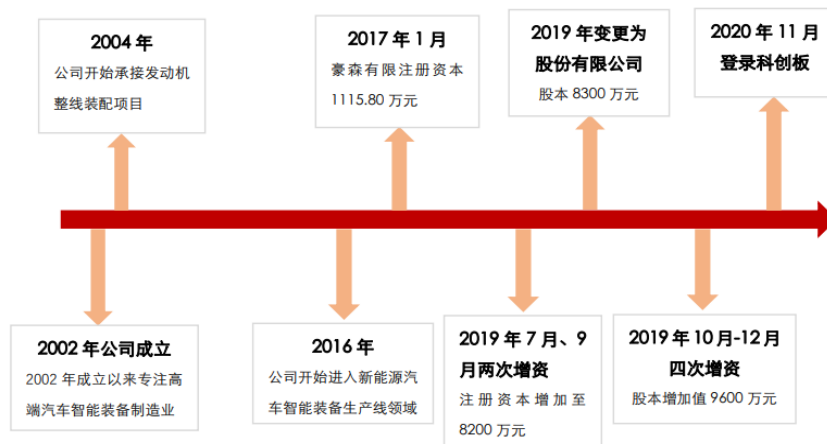 2004 年
公司开始承接发动机
整线装配项目
2017 年 1 月
豪森有限注册资本
1115.80 万元
2019 年变更为
股份有限公司
股本 8300 万元
2020 年 11 月
登录科创板
2002 年公司成立
2002 年成立以来专注高
端汽车智能装备制造业
2016 年
公司开始进入新能源汽
车智能装备生产线领域
2019 年 7 月、9
月两次增资
注册资本增加至
8200 万元
2019 年 10 月-12 月
四次增资
股本增加值 9600 万元